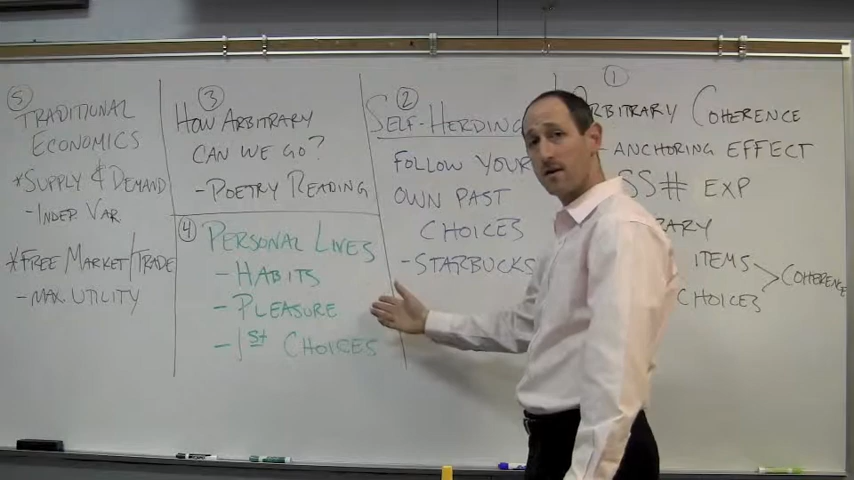 ①
ARBITRARY COHERENCE
- ANCHORING EFFECT
SS# EXP
ITEMS
CHOICES
COHERENCE
②
SELF-HERDING
FOLLOW YOUR
OWN PAST
CHOICES
- STARBUCKS
③
HOW ARBITRARY
CAN WE GO?
- POETRY READING
④ PERSONAL LIVES
- HABITS
- PLEASURE
- 1st CHOICES
⑤
TRADITIONAL
ECONOMICS
* SUPPLY & DEMAND
- INDEP VAR
* FREE MARKET/TRADE
- MAX UTILITY